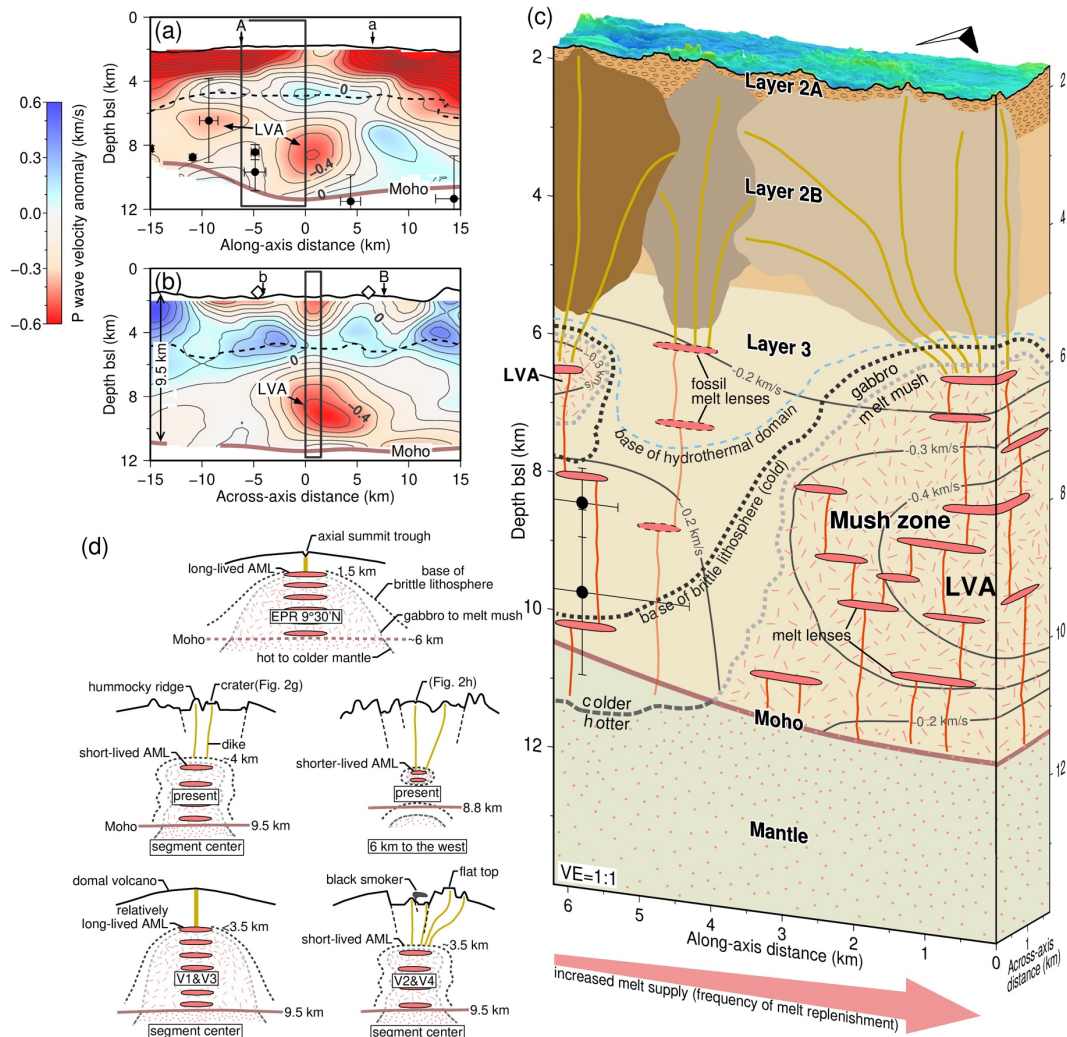 (a)
A
a
0
4
8
12
Depth bsl (km)
LVA
0
-0.4
0
Moho
-15
-10
-5
0
5
10
15
Along-axis distance (km)
0.6
0.3
0.0
-0.3
-0.6
P wave velocity anomaly (km/s)
(b)
b
B
0
4
8
12
Depth bsl (km)
9.5 km
0
0
LVA
-0.4
Moho
-15
-10
-5
0
5
10
15
Across-axis distance (km)
(c)
2
4
6
8
10
12
Depth bsl (km)
Layer 2A
Layer 2B
Layer 3
LVA
-0.3
fossil
melt lenses
-0.2 km/s
gabbro
melt mush
base of hydrothermal domain
base of brittle lithosphere (cold)
-0.2 km/s
-0.3 km/s
-0.4 km/s
Mush zone
LVA
melt lenses
-0.2 km/s
colder
hotter
Moho
Mantle
VE=1:1
2
4
6
8
10
12
6
5
4
3
2
1
0
Along-axis distance (km)
1
Across-axis
distance (km)
increased melt supply (frequency of melt replenishment)
(d)
axial summit trough
long-lived AML
1.5 km
base of
brittle lithosphere
EPR 9°30'N
gabbro to melt mush
Moho
~6 km
hot to colder mantle
hummocky ridge
crater(Fig. 2g)
dike
~4 km
short-lived AML
present
Moho
9.5 km
segment center
(Fig. 2h)
shorter-lived AML
present
8.8 km
6 km to the west
domal volcano
relatively
long-lived AML
<3.5 km
V1&V3
9.5 km
segment center
black smoker
flat top
short-lived AML
~3.5 km
V2&V4
9.5 km
segment center